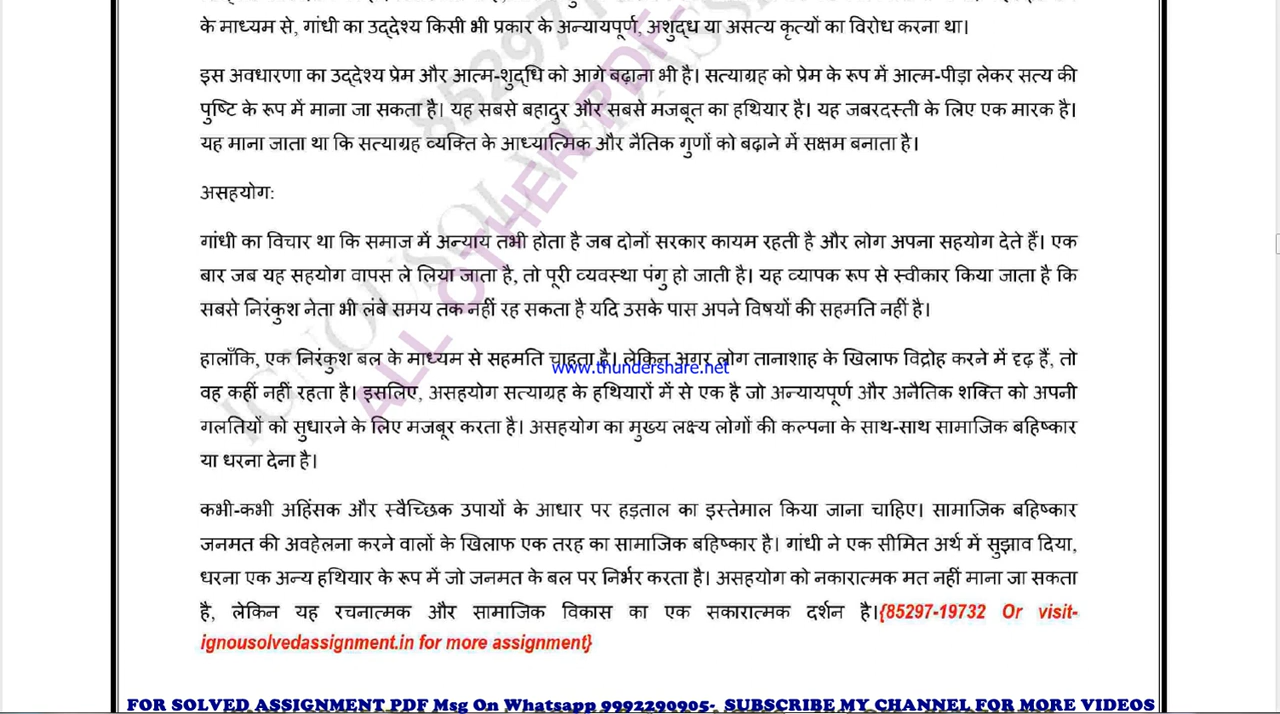 के माध्यम से, गांधी का उद्देश्य किसी भी प्रकार के अन्यायपूर्ण, अशुद्ध या असत्य कृत्यों का विरोध करना था।
इस अवधारणा का उद्देश्य प्रेम और आत्म-शुद्धि को आगे बढ़ाना भी है। सत्याग्रह को प्रेम के रूप में आत्म-पीड़ा लेकर सत्य की
पुष्टि के रूप में माना जा सकता है। यह सबसे बहादुर और सबसे मजबूत का हथियार है। यह जबरदस्ती के लिए एक मारक है।
यह माना जाता था कि सत्याग्रह व्यक्ति के आध्यात्मिक और नैतिक गुणों को बढ़ाने में सक्षम बनाता है।
असहयोग:
गांधी का विचार था कि समाज में अन्याय तभी होता है जब दोनों सरकार कायम रहती है और लोग अपना सहयोग देते हैं। एक
बार जब यह सहयोग वापस ले लिया जाता है, तो पूरी व्यवस्था पंगु हो जाती है। यह व्यापक रूप से स्वीकार किया जाता है कि
सबसे निरंकुश नेता भी लंबे समय तक नहीं रह सकता है यदि उसके पास अपने विषयों की सहमति नहीं है।
हालाँकि, एक निरंकुश बल के माध्यम से सहमति चाहता है। लेकिन अगर लोग तानाशाह के खिलाफ विद्रोह करने में दृढ़ हैं, तो
www.thundershare.net
वह कहीं नहीं रहता है। इसलिए, असहयोग सत्याग्रह के हथियारों में से एक है जो अन्यायपूर्ण और अनैतिक शक्ति को अपनी
गलतियों को सुधारने के लिए मजबूर करता है। असहयोग का मुख्य लक्ष्य लोगों की कल्पना के साथ-साथ सामाजिक बहिष्कार
या धरना देना है।
कभी-कभी अहिंसक और स्वैच्छिक उपायों के आधार पर हड़ताल का इस्तेमाल किया जाना चाहिए। सामाजिक बहिष्कार
जनमत की अवहेलना करने वालों के खिलाफ एक तरह का सामाजिक बहिष्कार है। गांधी ने एक सीमित अर्थ में सुझाव दिया,
धरना एक अन्य हथियार के रूप में जो जनमत के बल पर निर्भर करता है। असहयोग को नकारात्मक मत नहीं माना जा सकता
है, लेकिन यह रचनात्मक और सामाजिक विकास का एक सकारात्मक दर्शन है।{85297-19732 Or visit-
ignousolvedassignment.in for more assignment}
ALL OTHER PDF
FOR SOLVED ASSIGNMENT PDF Msg On Whatsapp 9992290905- SUBSCRIBE MY CHANNEL FOR MORE VIDEOS